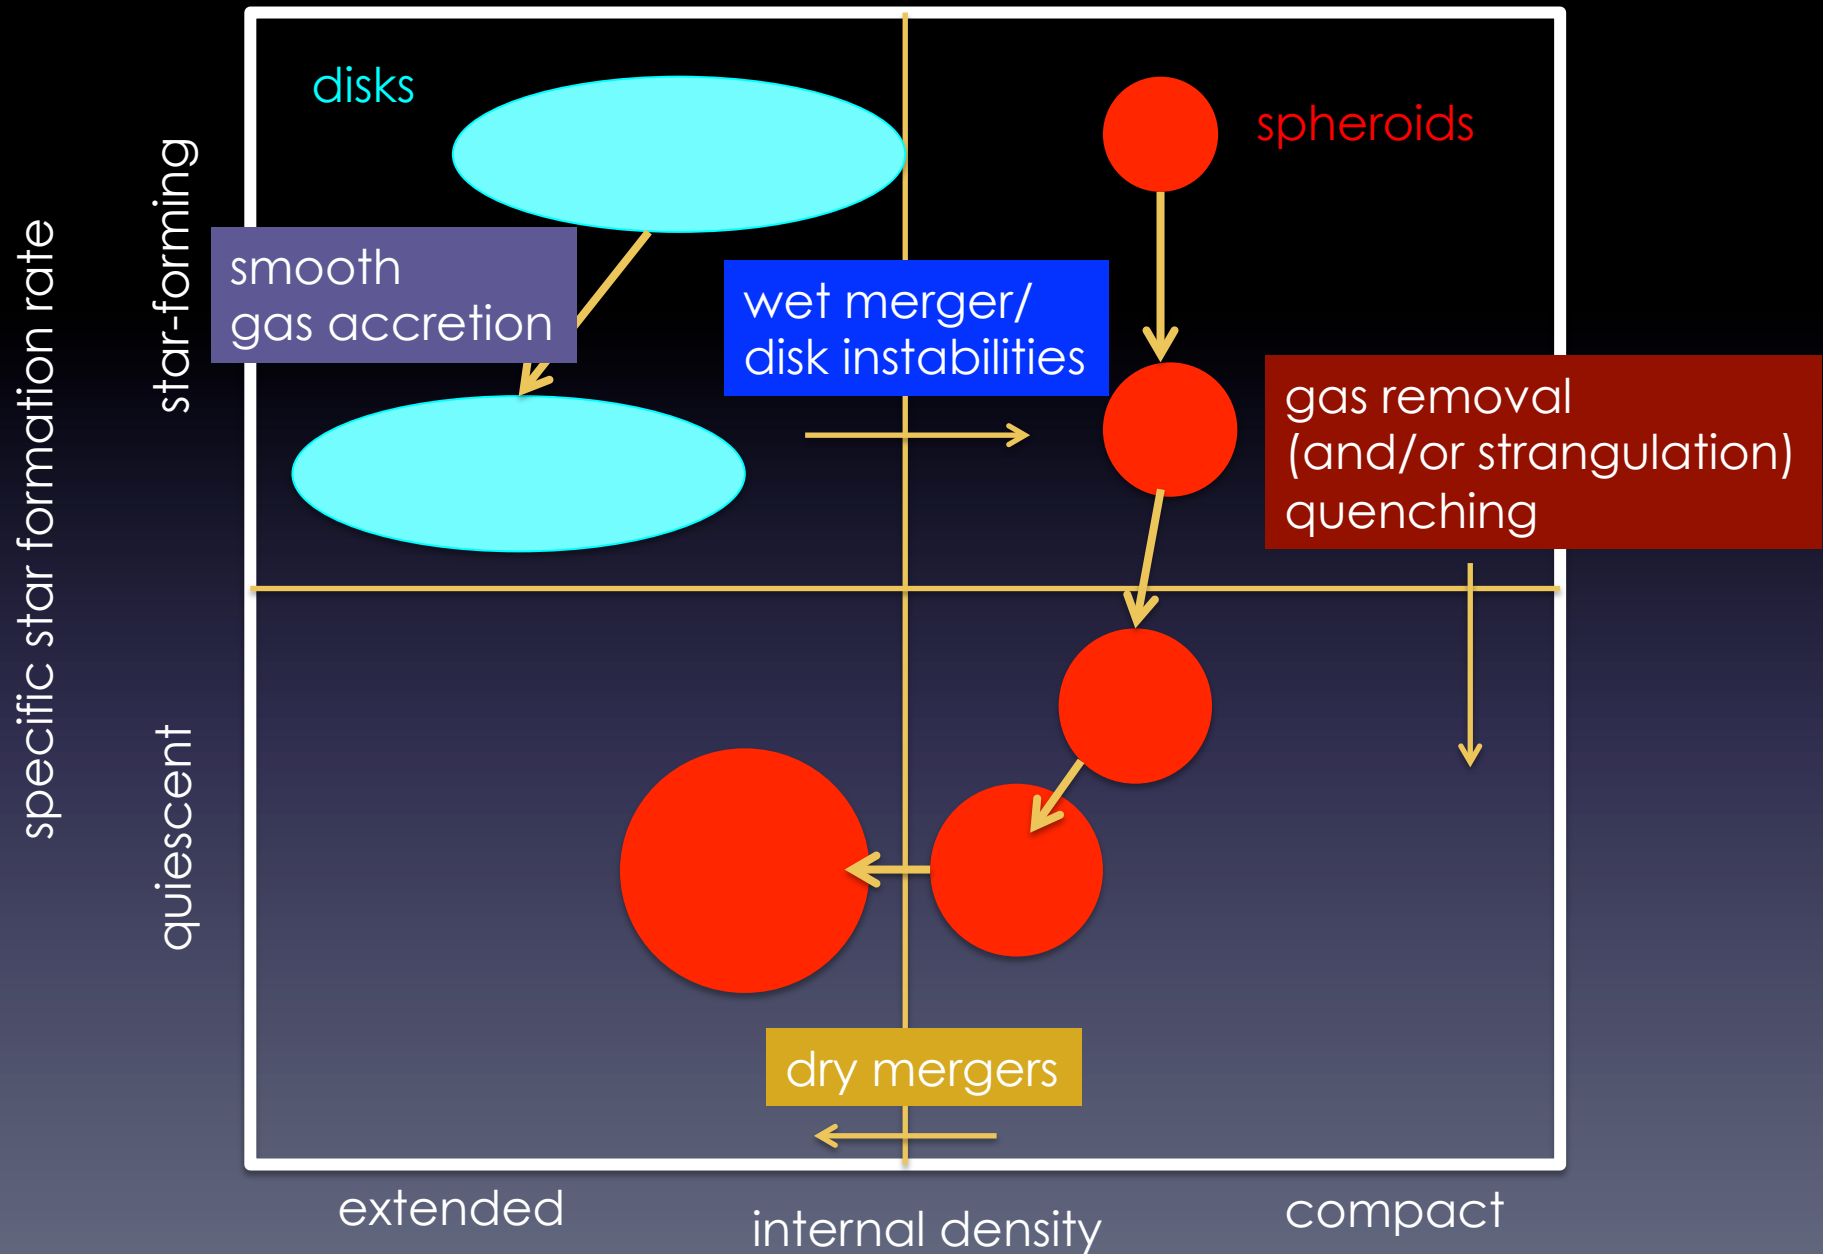 disks
spheroids
specific star formation rate
star-forming
smooth
gas accretion
wet merger/
disk instabilities
gas removal
(and/or strangulation)
quenching
quiescent
dry mergers
extended
internal density
compact